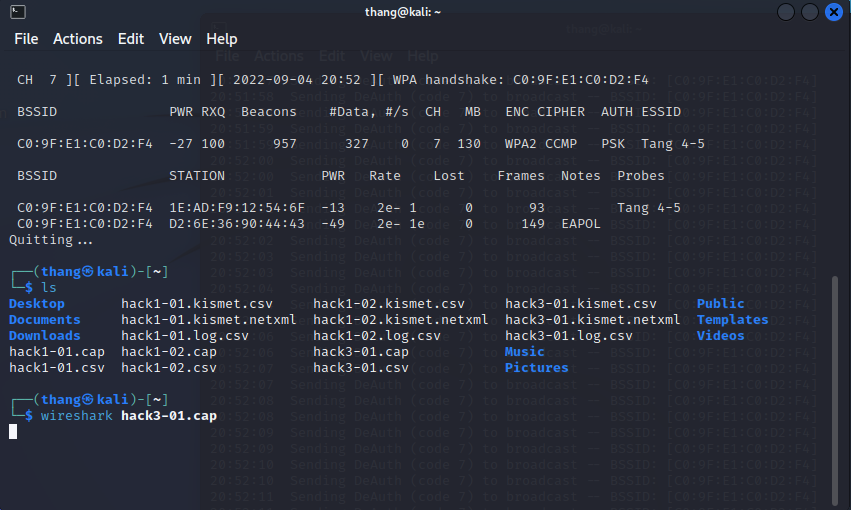 thang@kali: ~
File Actions Edit View Help
CH 7 ][ Elapsed: 1 min ][ 2022-09-04 20:52 ][ WPA handshake: C0:9F:E1:C0:D2:F4
BSSID PWR RXQ Beacons #Data, #/s CH MB ENC CIPHER AUTH ESSID
C0:9F:E1:C0:D2:F4 -27 100 957 327 0 7 130 WPA2 CCMP PSK Tang 4-5
BSSID STATION PWR Rate Lost Frames Notes Probes
C0:9F:E1:C0:D2:F4 1E:AD:F9:12:54:6F -13 2e- 1 0 93 Tang 4-5
C0:9F:E1:C0:D2:F4 D2:6E:36:90:44:43 -49 2e- 1e 0 149 EAPOL
Quitting...
┌──(thang㉿kali)-[~]
└─$ ls
Desktop hack1-01.kismet.csv hack1-02.kismet.csv hack3-01.kismet.csv Public
Documents hack1-01.kismet.netxml hack1-02.kismet.netxml hack3-01.kismet.netxml Templates
Downloads hack1-01.log.csv hack1-02.log.csv hack3-01.log.csv Videos
hack1-01.cap hack1-02.cap hack3-01.cap Music
hack1-01.csv hack1-02.csv hack3-01.csv Pictures
┌──(thang㉿kali)-[~]
└─$ wireshark hack3-01.cap